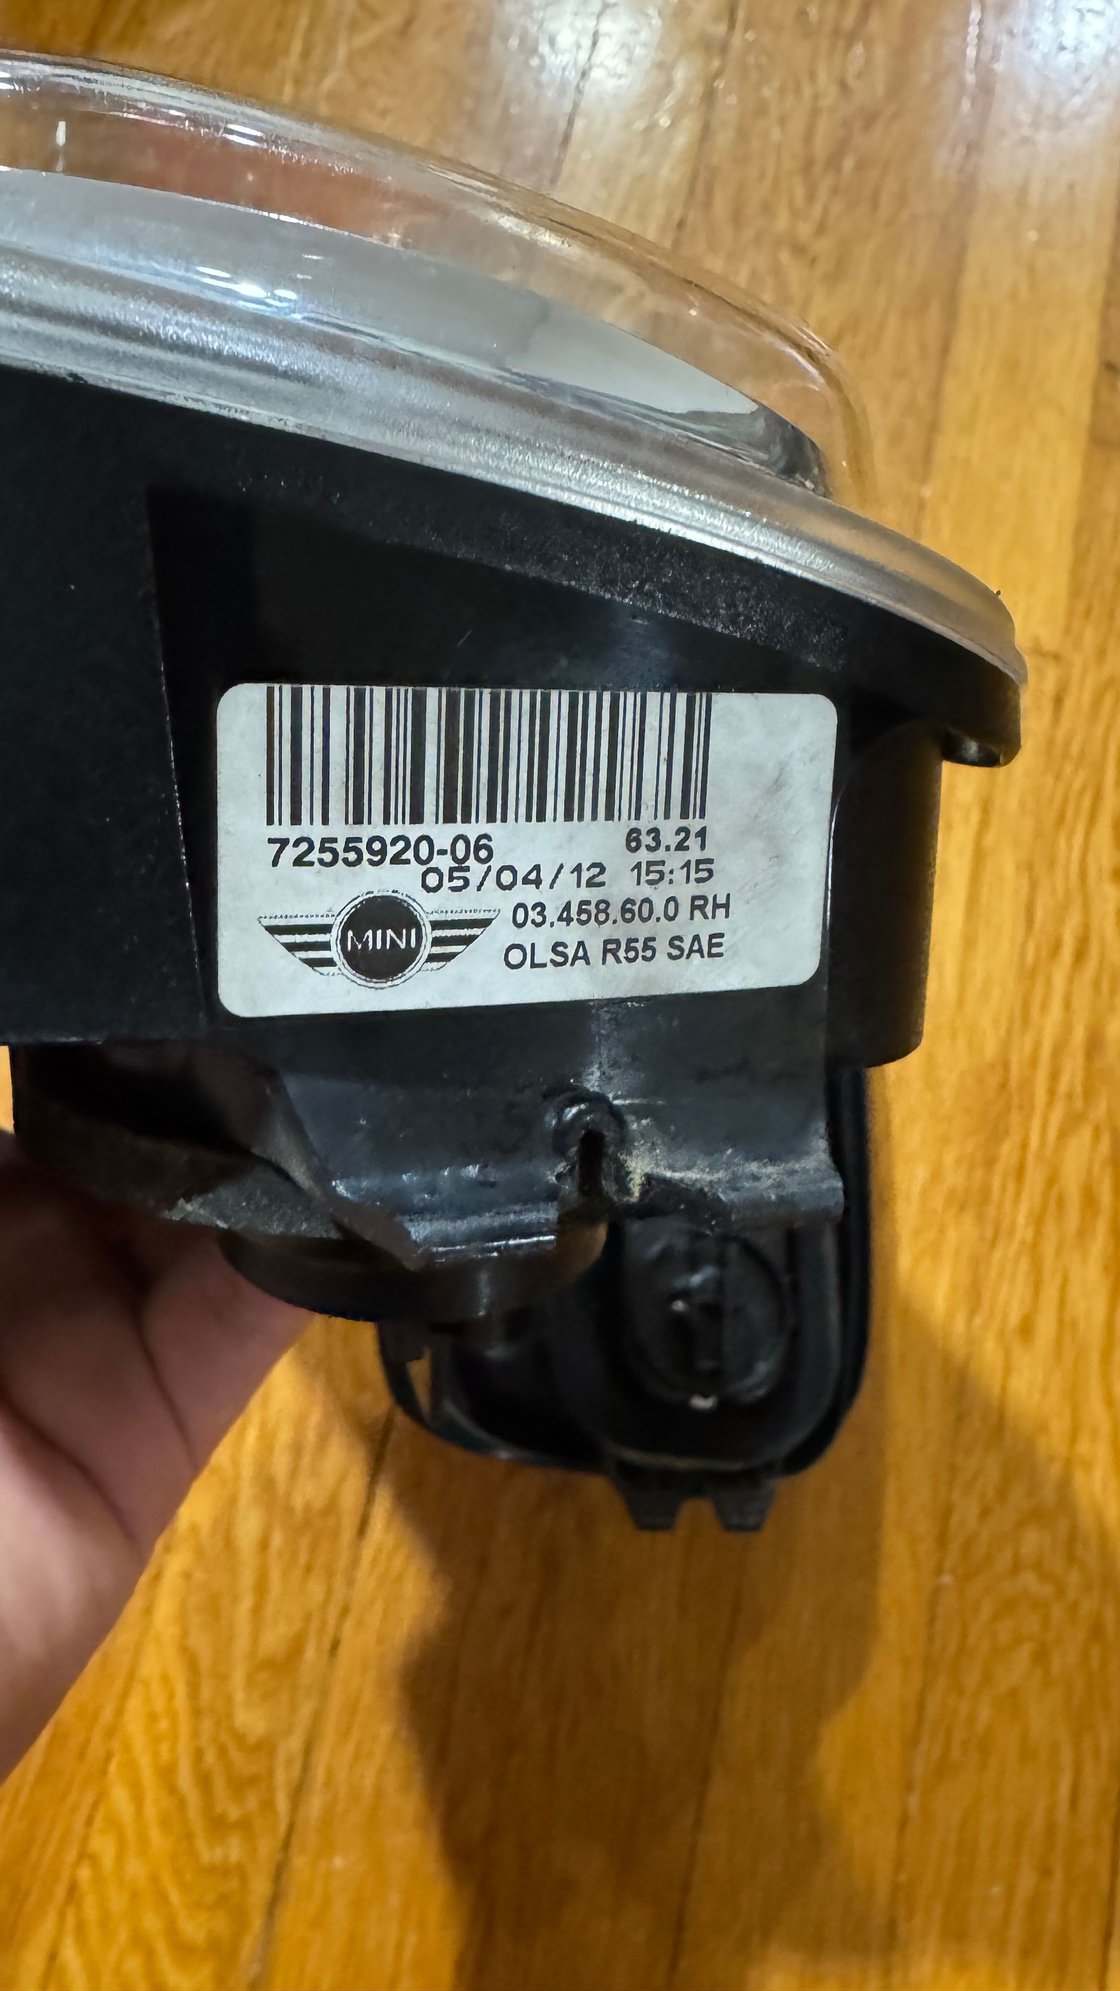 7255920-06 63.21
05/04/12 15:15
03.458.60.0 RH
MINI
OLSA R55 SAE